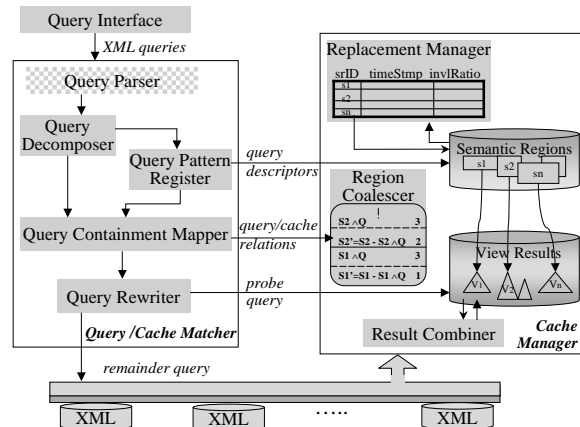 Query Interface
XML queries
Query Parser
Query
Decomposer
Query Pattern
Register
Query Containment Mapper
Query Rewriter
Query /Cache Matcher
remainder query
query
descriptors
query/cache
relations
probe
query
Replacement Manager
srID timeStmp invlRatio
s1
s2
sn
Semantic Regions
s1
s2
sn
Region
Coalescer
S2 ∧Q 3
S2'=S2 - S2 ∧Q 2
S1 ∧Q 3
S1'=S1 - S1 ∧Q 1
View Results
V1
V2
Vn
Result Combiner
Cache
Manager
XML
XML
.....
XML